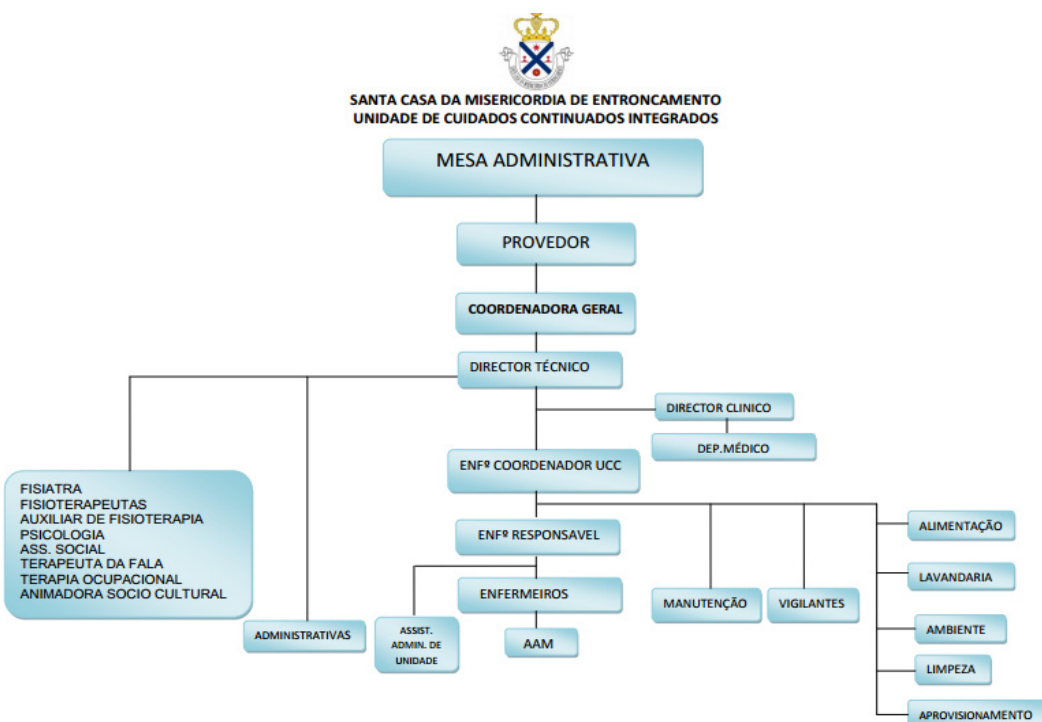 SANTA CASA DA MISERICORDIA DE ENTRONCAMENTO
UNIDADE DE CUIDADOS CONTINUADOS INTEGRADOS
MESA ADMINISTRATIVA
PROVEDOR
COORDENADORA GERAL
DIRECTOR TÉCNICO
DIRECTOR CLINICO
DEP.MÉDICO
ENFº COORDENADOR UCC
FISIATRA
FISIOTERAPEUTAS
AUXILIAR DE FISIOTERAPIA
PSICOLOGIA
ASS. SOCIAL
TERAPEUTA DA FALA
TERAPIA OCUPACIONAL
ANIMADORA SOCIO CULTURAL
ENFº RESPONSAVEL
ALIMENTAÇÃO
LAVANDARIA
ENFERMEIROS
MANUTENÇÃO
VIGILANTES
ADMINISTRATIVAS
ASSIST.
ADMIN. DE
UNIDADE
AAM
AMBIENTE
LIMPEZA
APROVISIONAMENTO